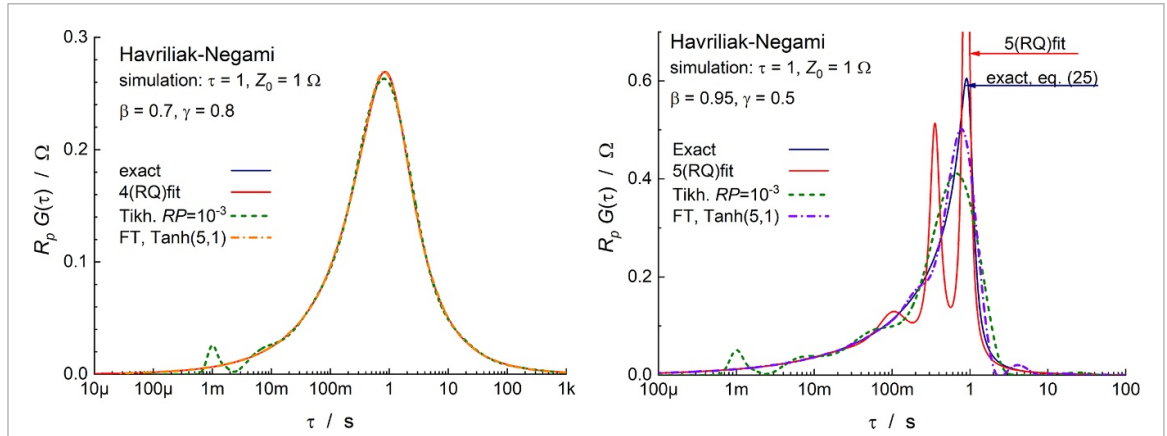 Havriliak-Negami
simulation: τ = 1, Z0 = 1 Ω
β = 0.7, γ = 0.8
exact
4(RQ)fit
Tikh. RP=10-3
FT, Tanh(5,1)
Rp G(τ) / Ω
0.3
0.2
0.1
0.0
10µ 100µ 1m 10m 100m 1 10 100 1k
τ / s
Havriliak-Negami
simulation: τ = 1, Z0 = 1 Ω
β = 0.95, γ = 0.5
5(RQ)fit
exact, eq. (25)
Exact
5(RQ)fit
Tikh. RP=10-3
FT, Tanh(5,1)
Rp G(τ) / Ω
0.6
0.4
0.2
0.0
100µ 1m 10m 100m 1 10 100
τ / s